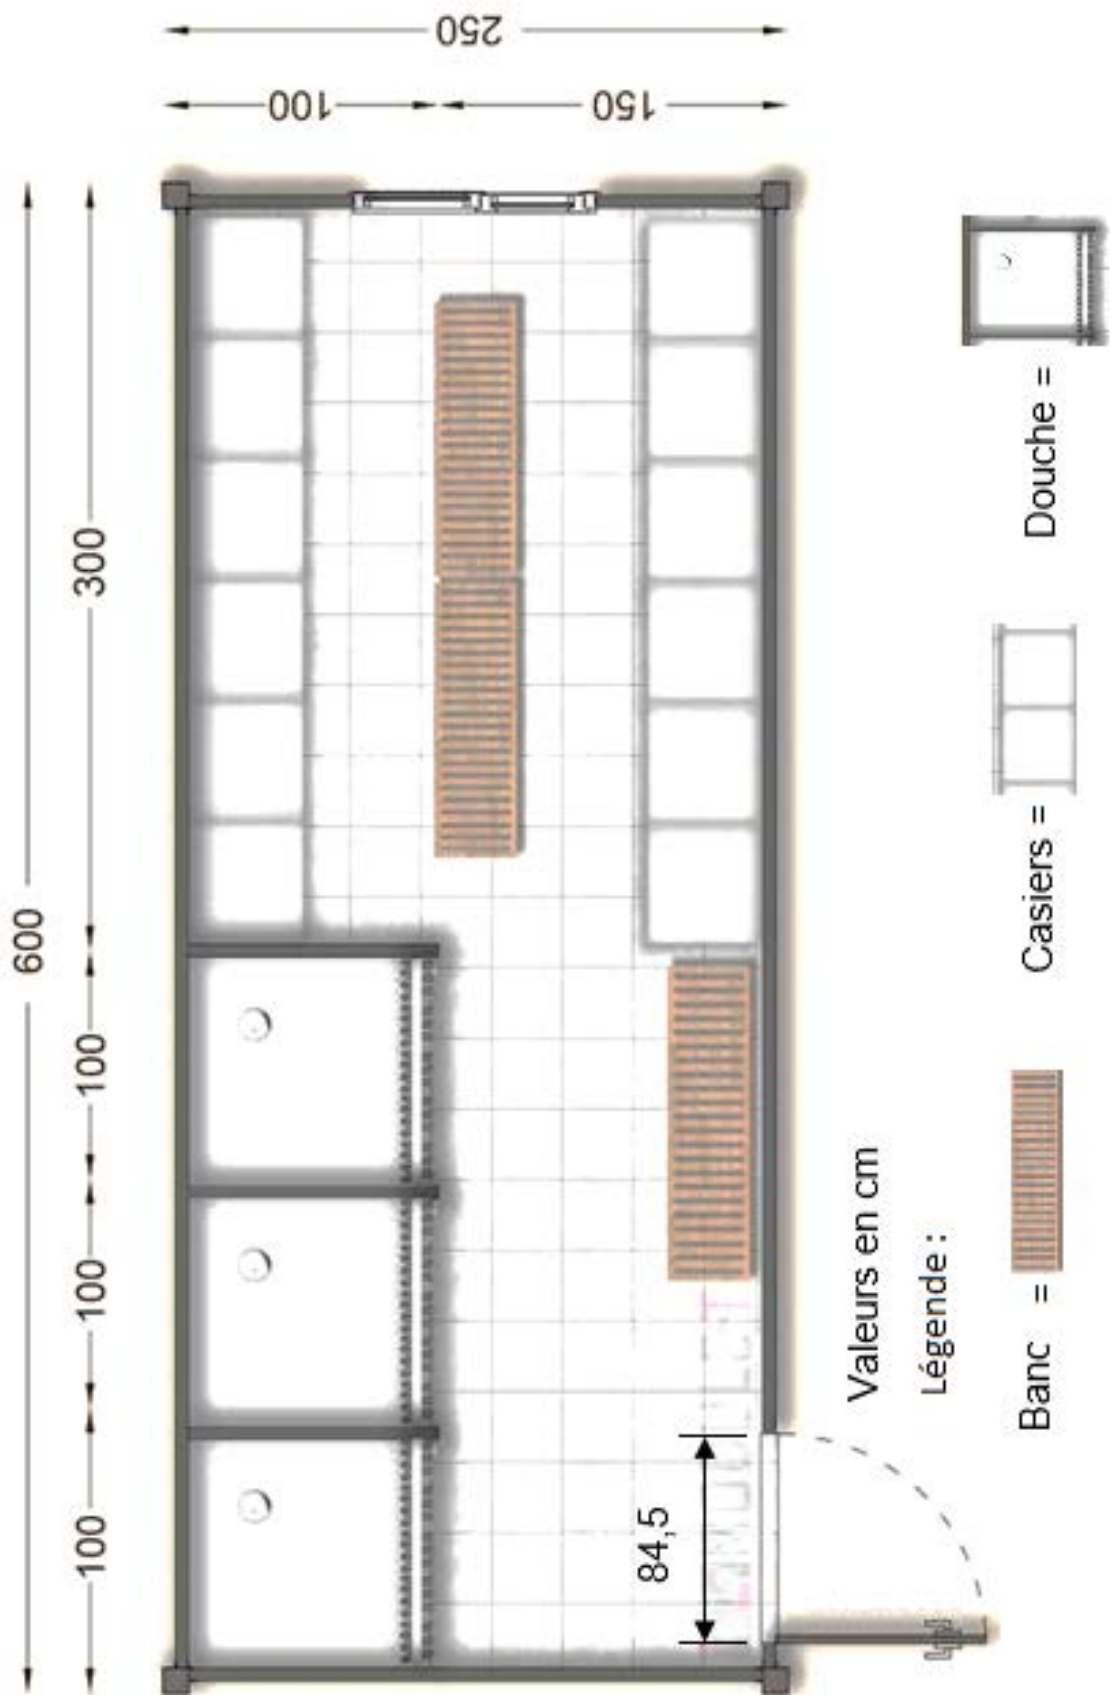 600
300
100
100
100
250
100
150
84,5
Valeurs en cm
Légende :
Banc =
Casiers =
Douche =